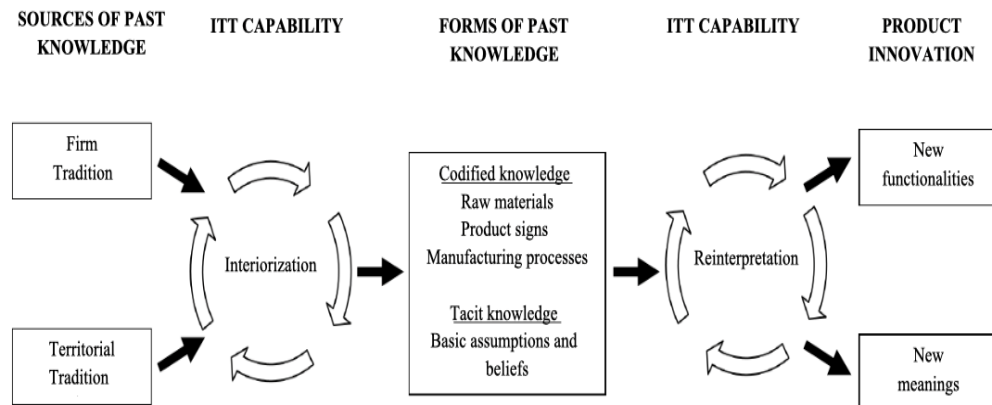 SOURCES OF PAST
KNOWLEDGE
ITT CAPABILITY
FORMS OF PAST
KNOWLEDGE
ITT CAPABILITY
PRODUCT
INNOVATION
Firm
Tradition
Territorial
Tradition
Interiorization
Codified knowledge
Raw materials
Product signs
Manufacturing processes
Tacit knowledge
Basic assumptions and
beliefs
Reinterpretation
New
functionalities
New
meanings